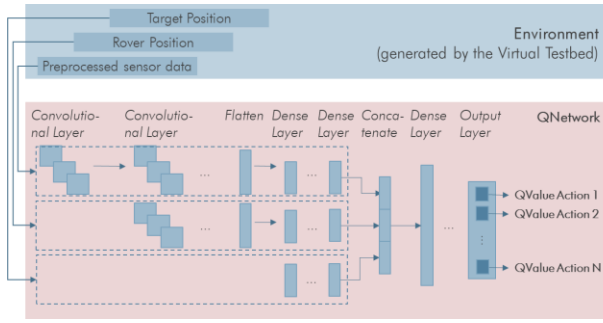 Target Position
Rover Position
Preprocessed sensor data
Environment
(generated by the Virtual Testbed)
QNetwork
Convolutio-
nal Layer
Convolutio-
nal Layer
Flatten
Dense
Layer
Dense
Layer
Conca-
tenate
Dense
Layer
Output
Layer
...
...
...
...
...
...
...
...
QValue Action 1
QValue Action 2
QValue Action N